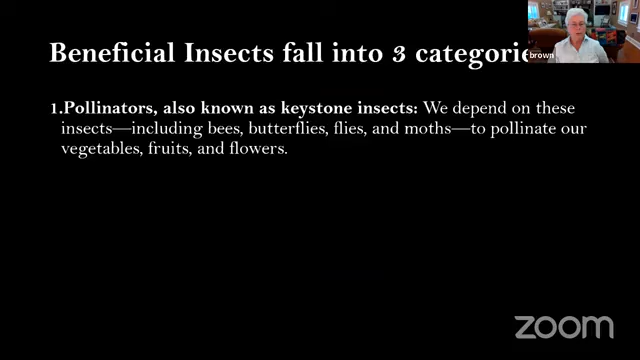 Beneficial Insects fall into 3 categorie
brown
1.Pollinators, also known as keystone insects: We depend on these
insects—including bees, butterflies, flies, and moths—to pollinate our
vegetables, fruits, and flowers.
zoom